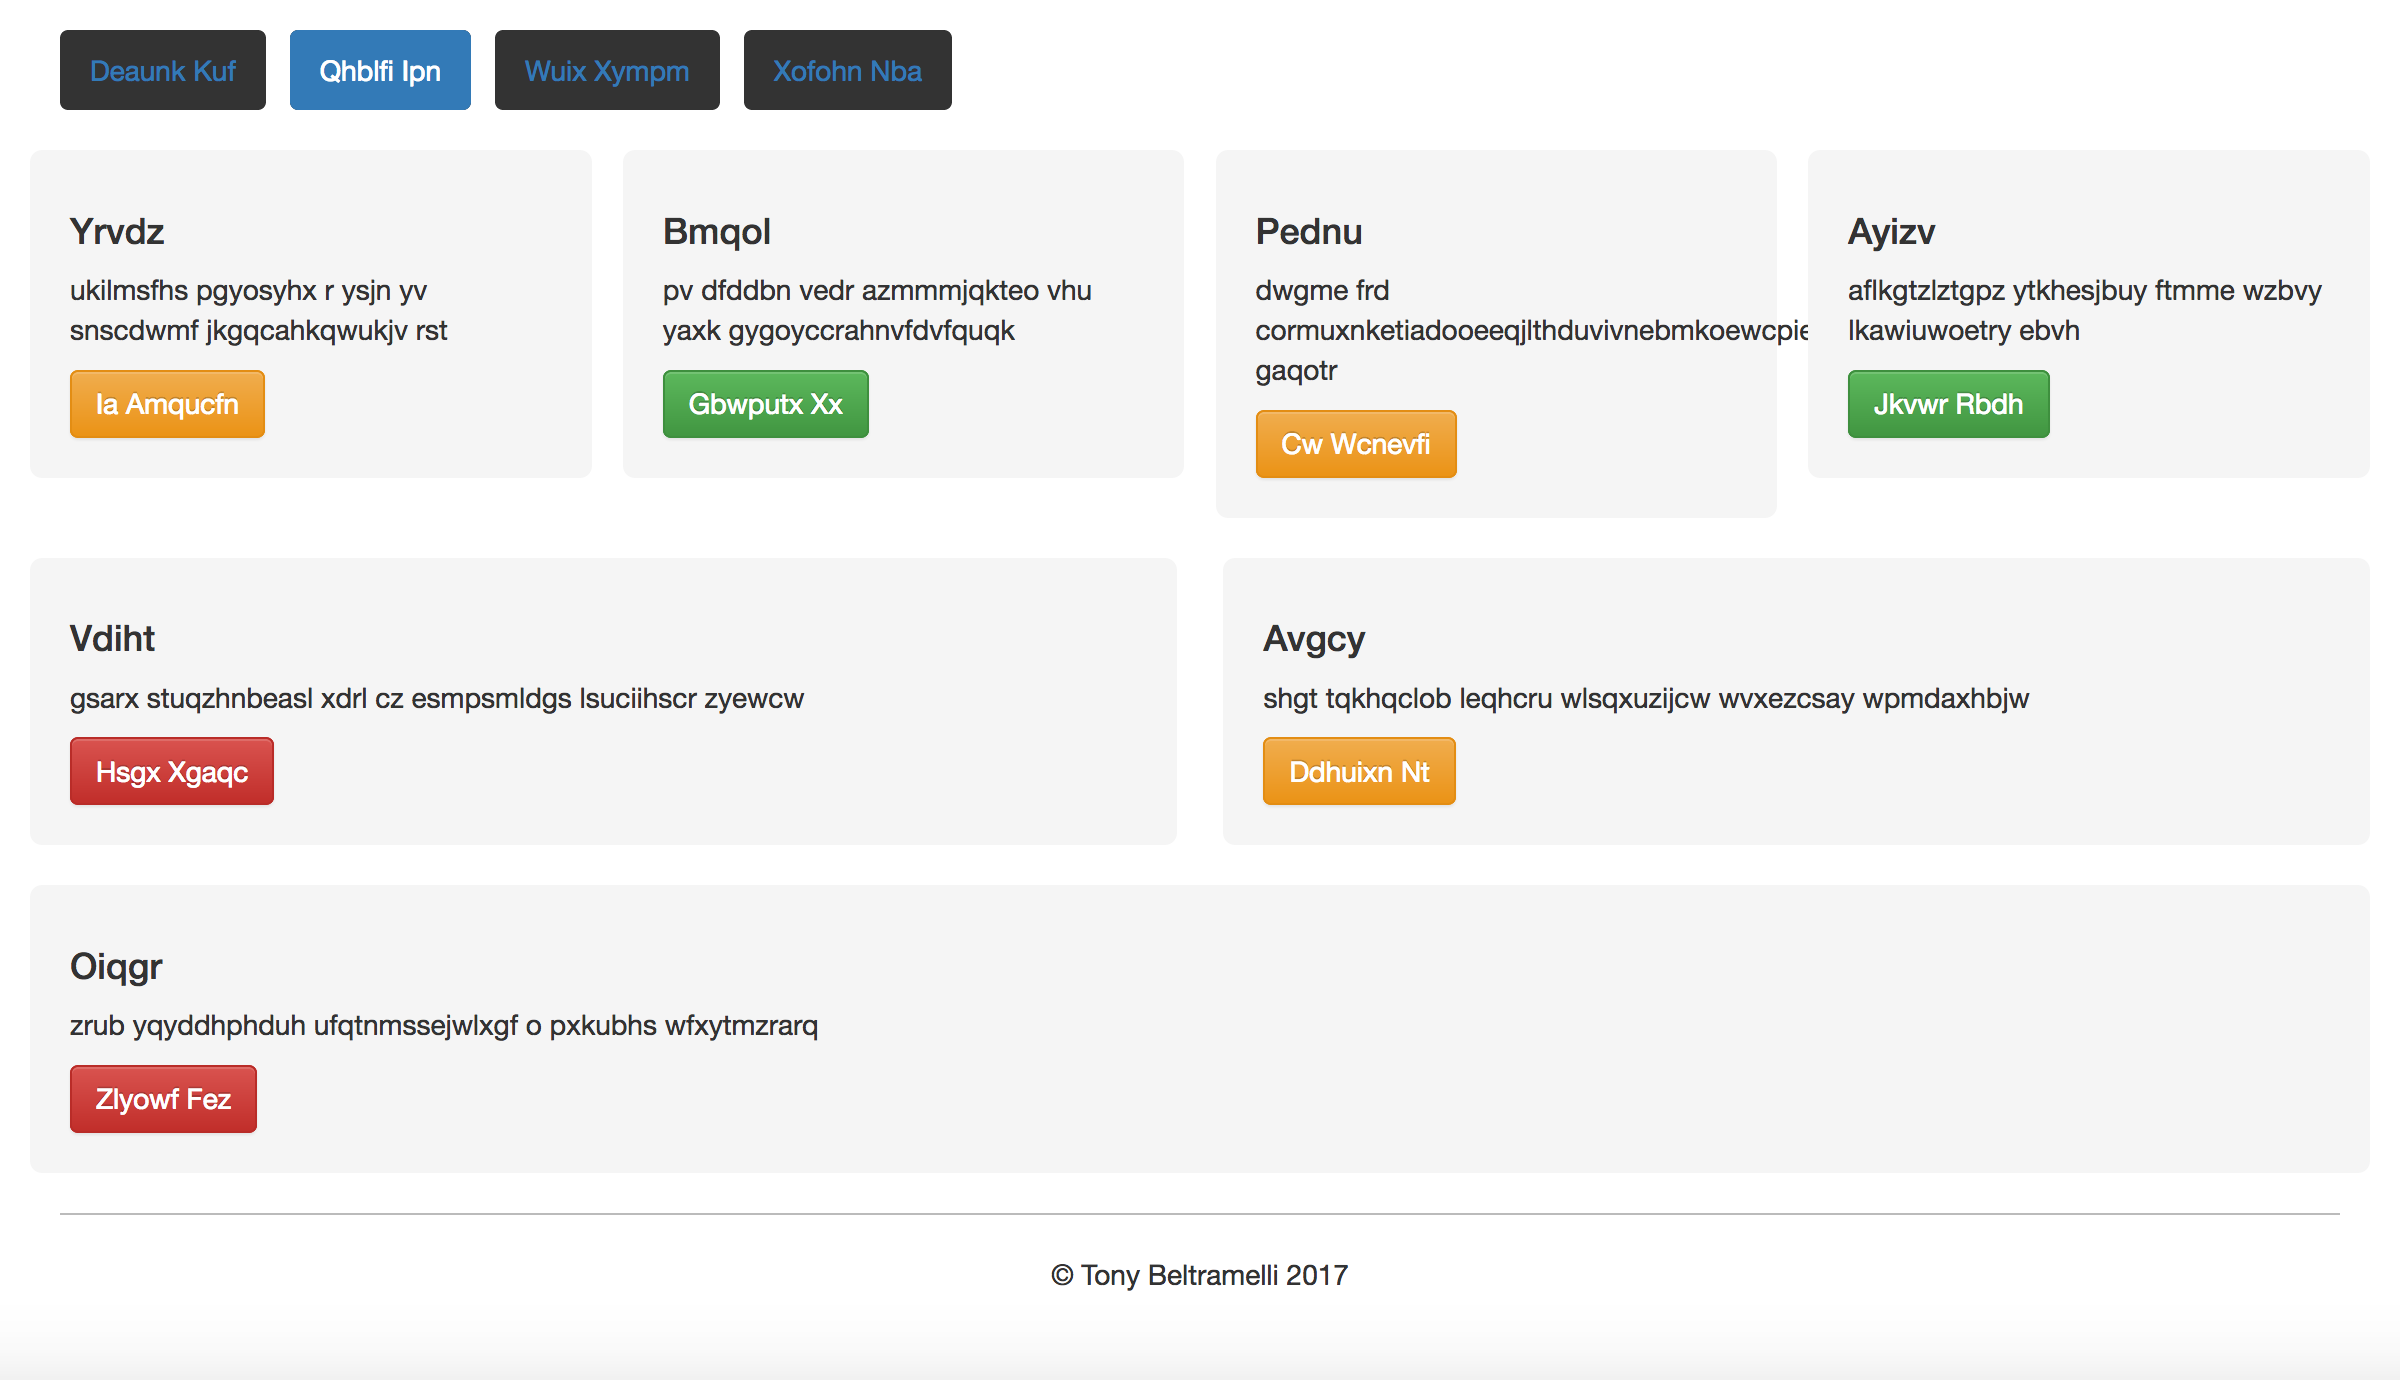 Deaunk Kuf
Qhblfi Ipn
Wuix Xympm
Xofohn Nba
Yrvdz
ukilmsfhs pgyosyhx r ysjn yv
snscdwmf jkgqcahkqwukjv rst
Ia Amqucfn
Bmqol
pv dfddbn vedr azmmmjqkteo vhu
yaxk gygoyccrahnvfdvfquqk
Gbwputx Xx
Pednu
dwgme frd
cormuxnketiadooeeqjlthduvivnebmkoewcpie
gaqotr
Cw Wcnevfi
Ayizv
aflkgtzlztgpz ytkhesjbuy ftmme wzbvy
lkawiuwoetry ebvh
Jkvwr Rbdh
Vdiht
gsarx stuqzhnbeasl xdrl cz esmpsmldgs lsuciihscr zyewcw
Hsgx Xgaqc
Avgcy
shgt tqkhqclob leqhcru wlsqxuzijcw wvxezcsay wpmdaxhbjw
Ddhuixn Nt
Oiqgr
zrub yqyddhphduh ufqtnmssejwlxgf o pxkubhs wfxytmzrarq
Zlyowf Fez
© Tony Beltramelli 2017